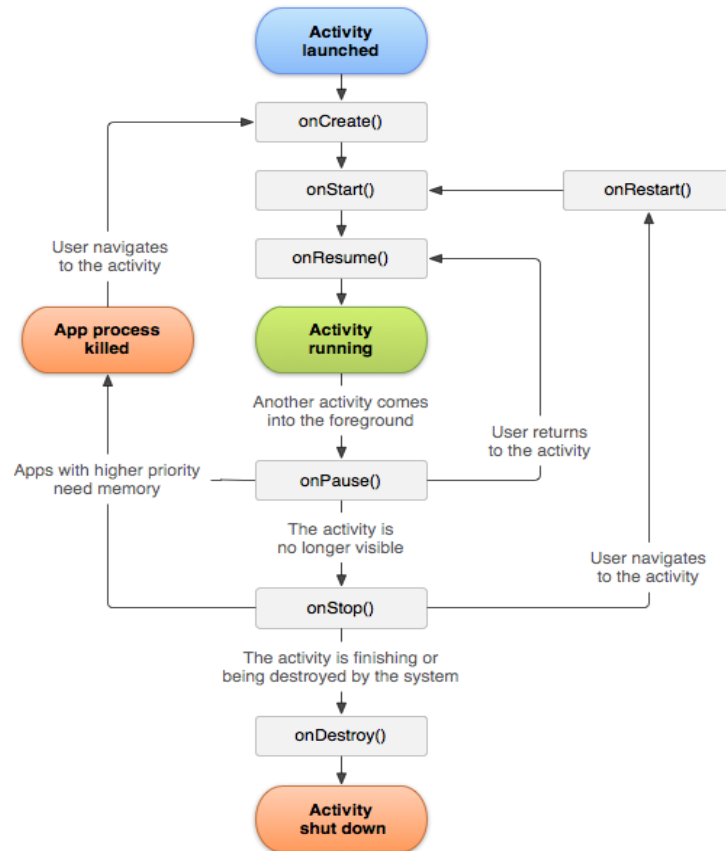 Activity
launched
onCreate()
onStart()
onRestart()
User navigates
to the activity
onResume()
App process
killed
Activity
running
Another activity comes
into the foreground
User returns
to the activity
Apps with higher priority
need memory
onPause()
The activity is
no longer visible
User navigates
to the activity
onStop()
The activity is finishing or
being destroyed by the system
onDestroy()
Activity
shut down